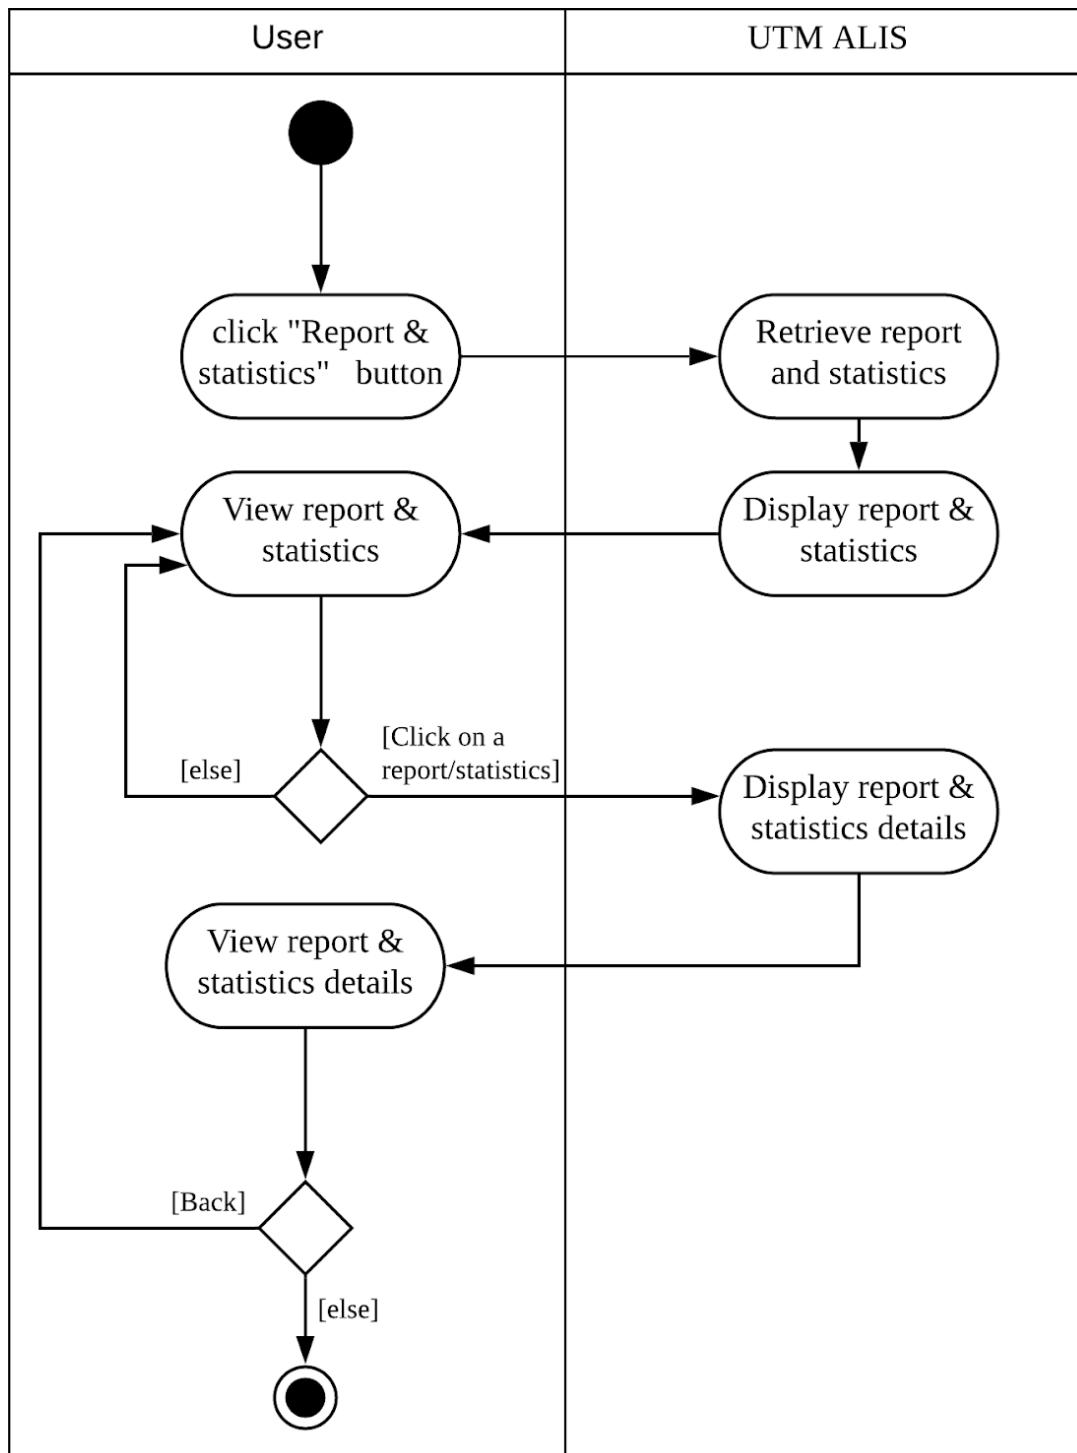 User
UTM ALIS
click "Report &
statistics" button
Retrieve report
and statistics
View report &
statistics
Display report &
statistics
[else]
[Click on a
report/statistics]
Display report &
statistics details
View report &
statistics details
[Back]
[else]